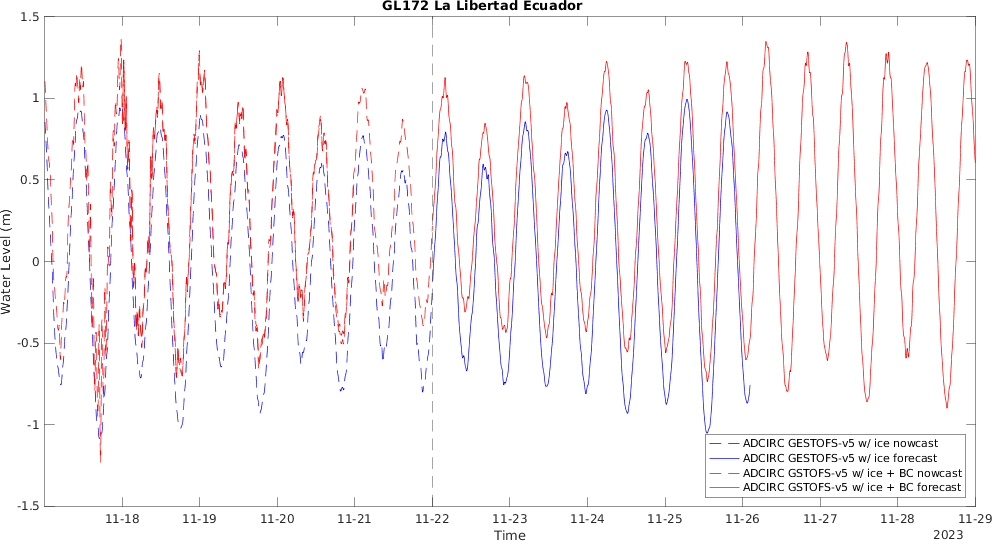 GL172 La Libertad Ecuador
1.5
1
0.5
0
-0.5
-1
-1.5
Water Level (m)
ADCIRC GESTOFS-v5 w/ ice nowcast
ADCIRC GESTOFS-v5 w/ ice forecast
ADCIRC GSTOFS-v5 w/ ice + BC nowcast
ADCIRC GSTOFS-v5 w/ ice + BC forecast
11-18 11-19 11-20 11-21 11-22 11-23 11-24 11-25 11-26 11-27 11-28 11-29
Time
2023